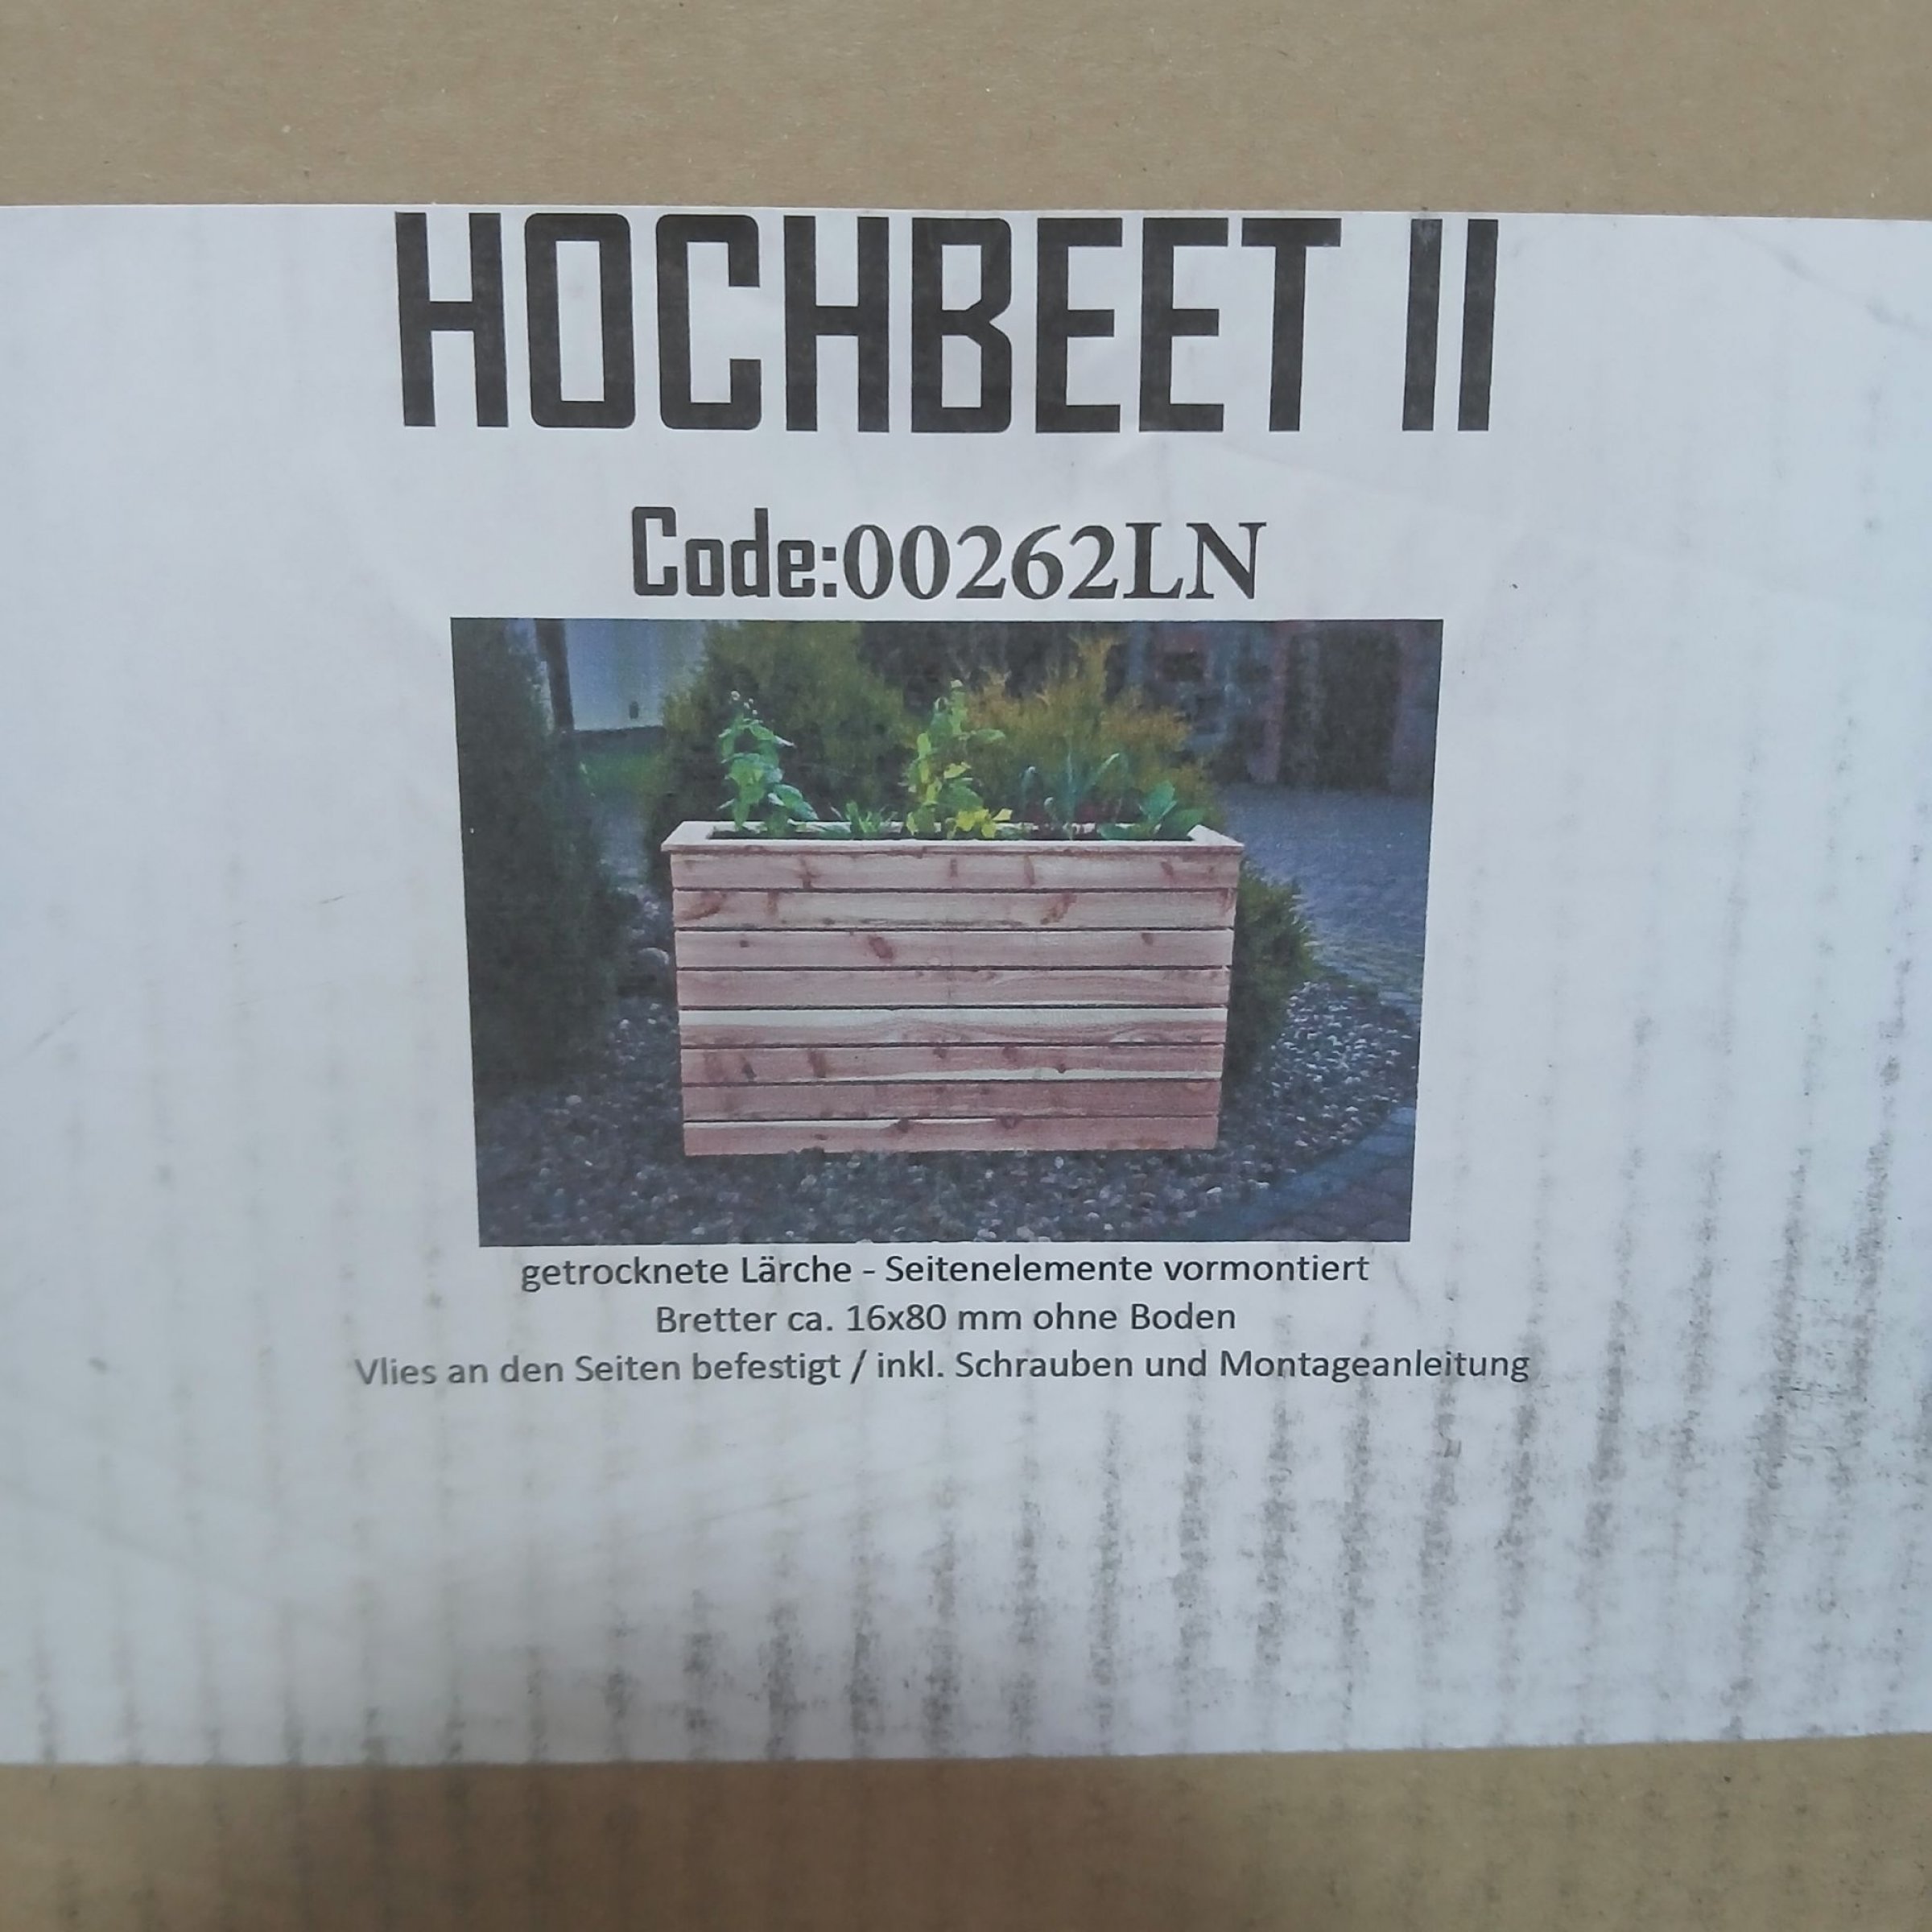 HOCHBEET II
Code:00262LN
getrocknete Lärche - Seitenelemente vormontiert
Bretter ca. 16x80 mm ohne Boden
Vlies an den Seiten befestigt / inkl. Schrauben und Montageanleitung